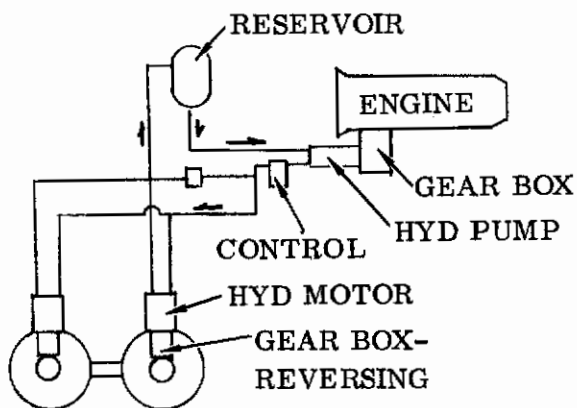 RESERVOIR
ENGINE
GEAR BOX
HYD PUMP
CONTROL
HYD MOTOR
GEAR BOX-
REVERSING